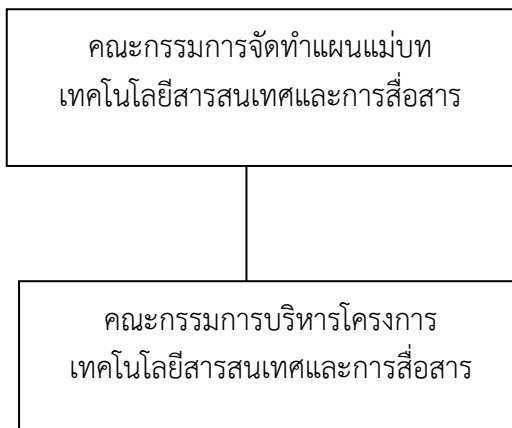 คณะกรรมการจัดทำแผนแม่บท
เทคโนโลยีสารสนเทศและการสื่อสาร
คณะกรรมการบริหารโครงการ
เทคโนโลยีสารสนเทศและการสื่อสาร